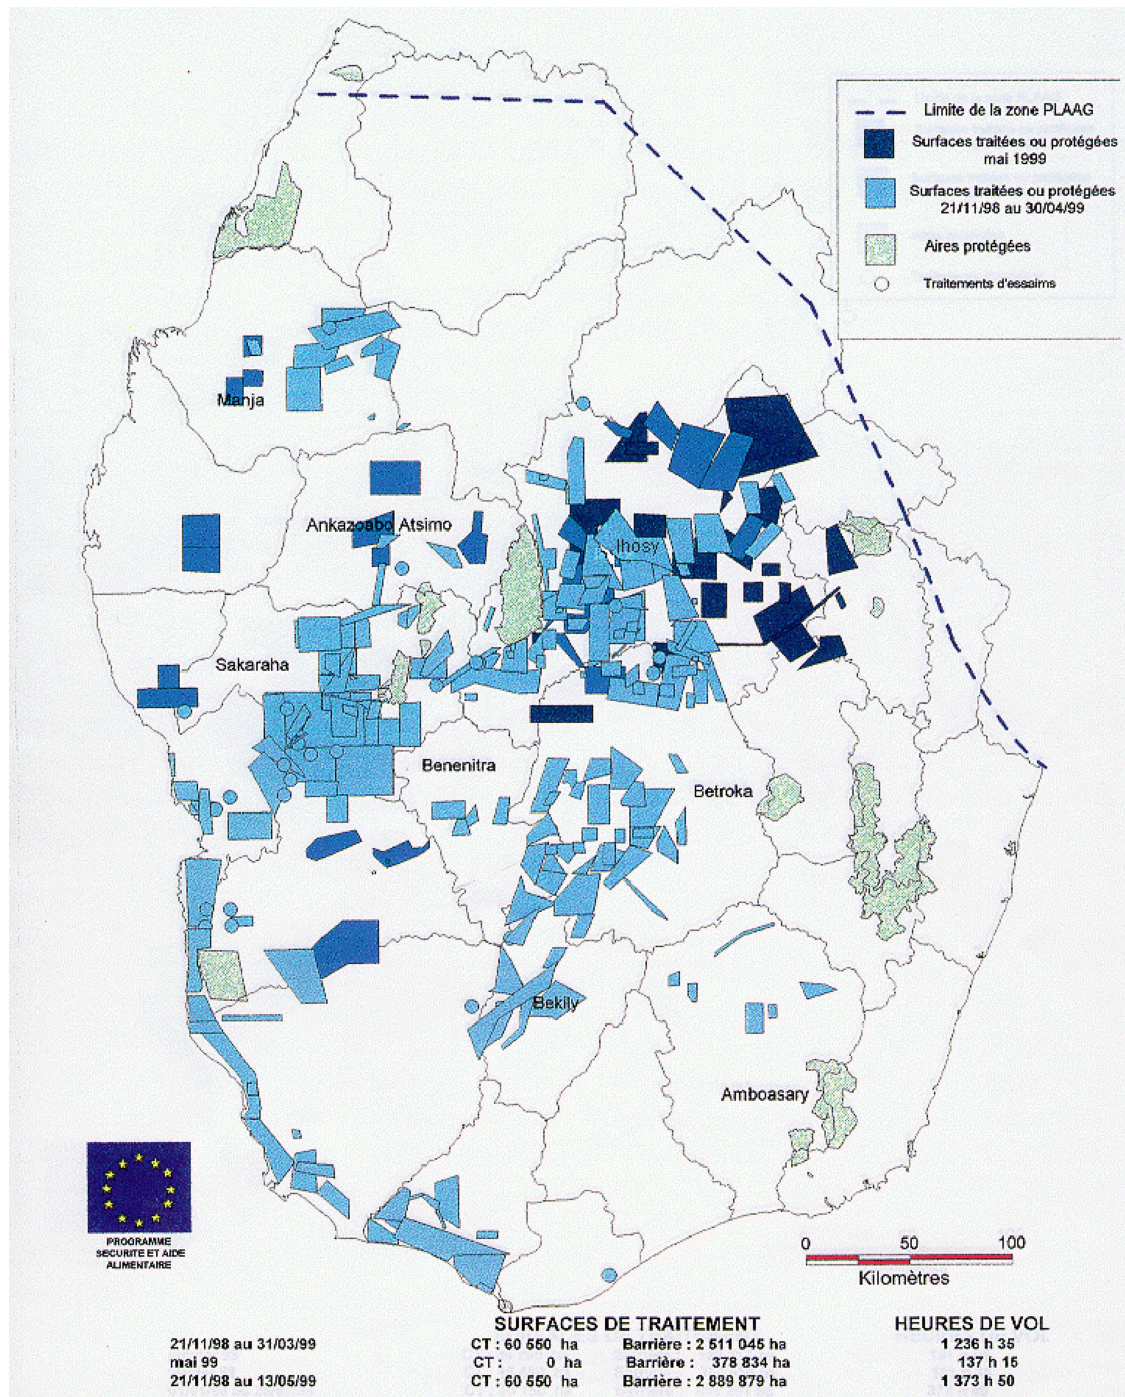 Limite de la zone PLAAG
Surfaces traitées ou protégées
mai 1999
Surfaces traitées ou protégées
21/11/98 au 30/04/99
Aires protégées
Traitements d'essaims
Manja
Ankazoabo Atsimo
Ihosy
Sakaraha
Benenitra
Betroka
Bekily
Amboasary
PROGRAMME
SECURITE ET AIDE
ALIMENTAIRE
0 50 100
Kilomètres
SURFACES DE TRAITEMENT HEURES DE VOL
21/11/98 au 31/03/99 CT : 60 550 ha Barrière : 2 511 045 ha 1 236 h 35
mai 99 CT : 0 ha Barrière : 378 834 ha 137 h 15
21/11/98 au 13/05/99 CT : 60 550 ha Barrière : 2 889 879 ha 1 373 h 50